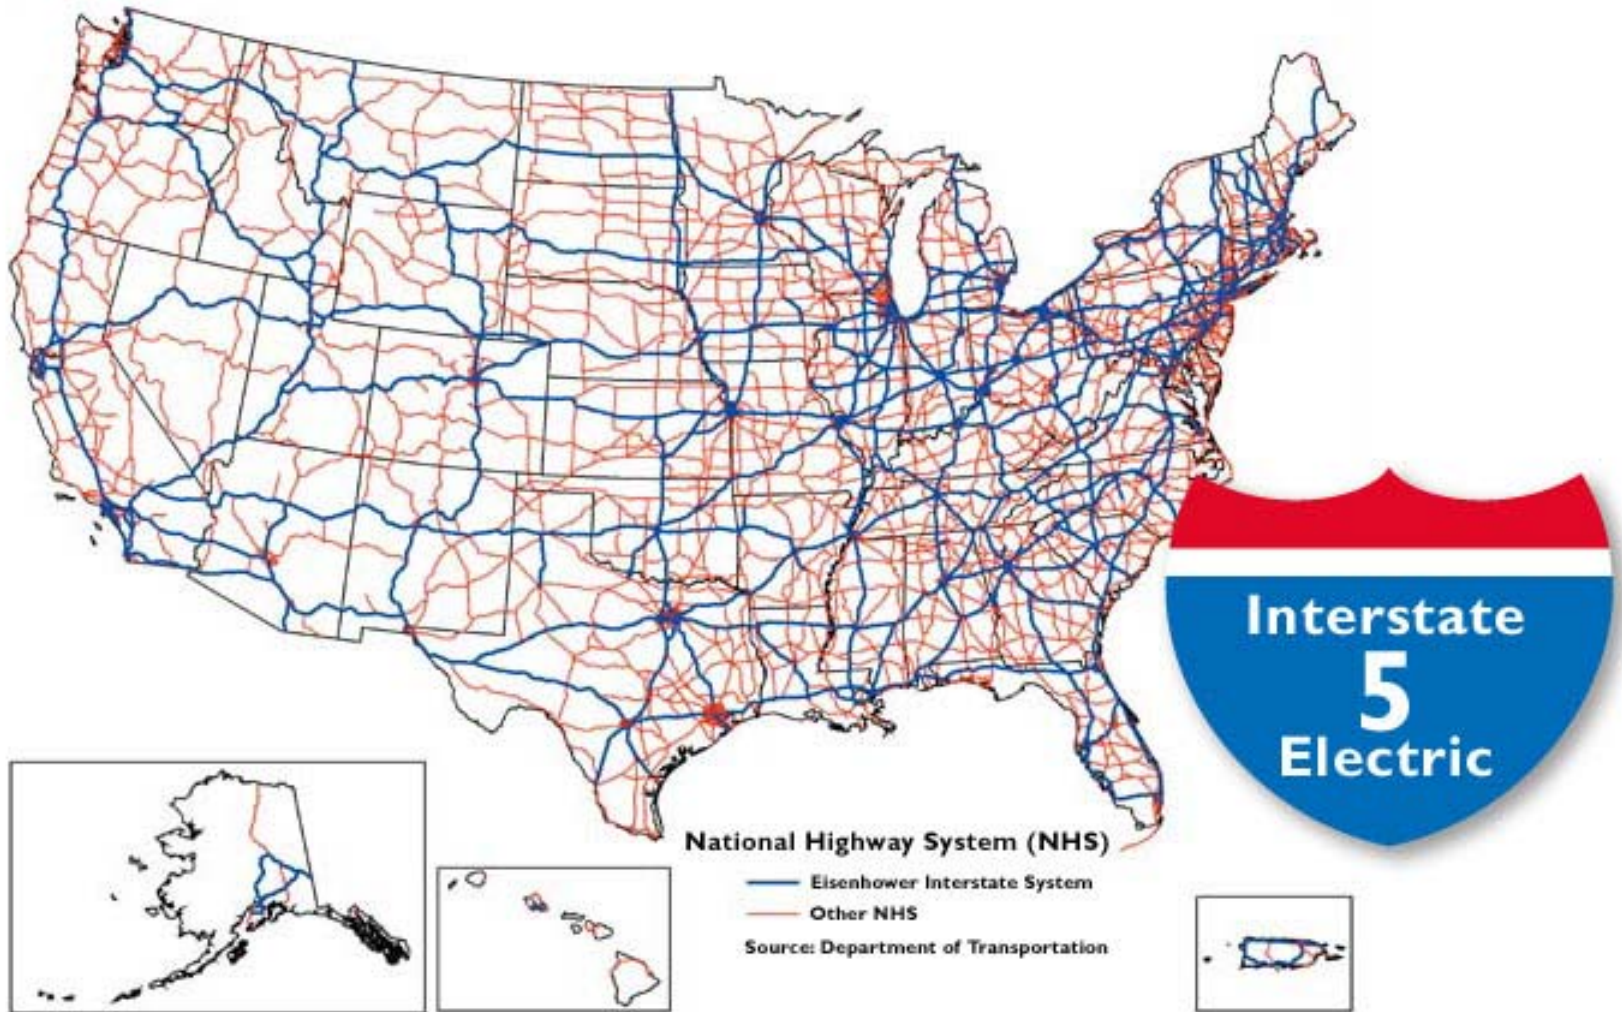 Interstate
5
Electric
National Highway System (NHS)
Eisenhower Interstate System
Other NHS
Source: Department of Transportation